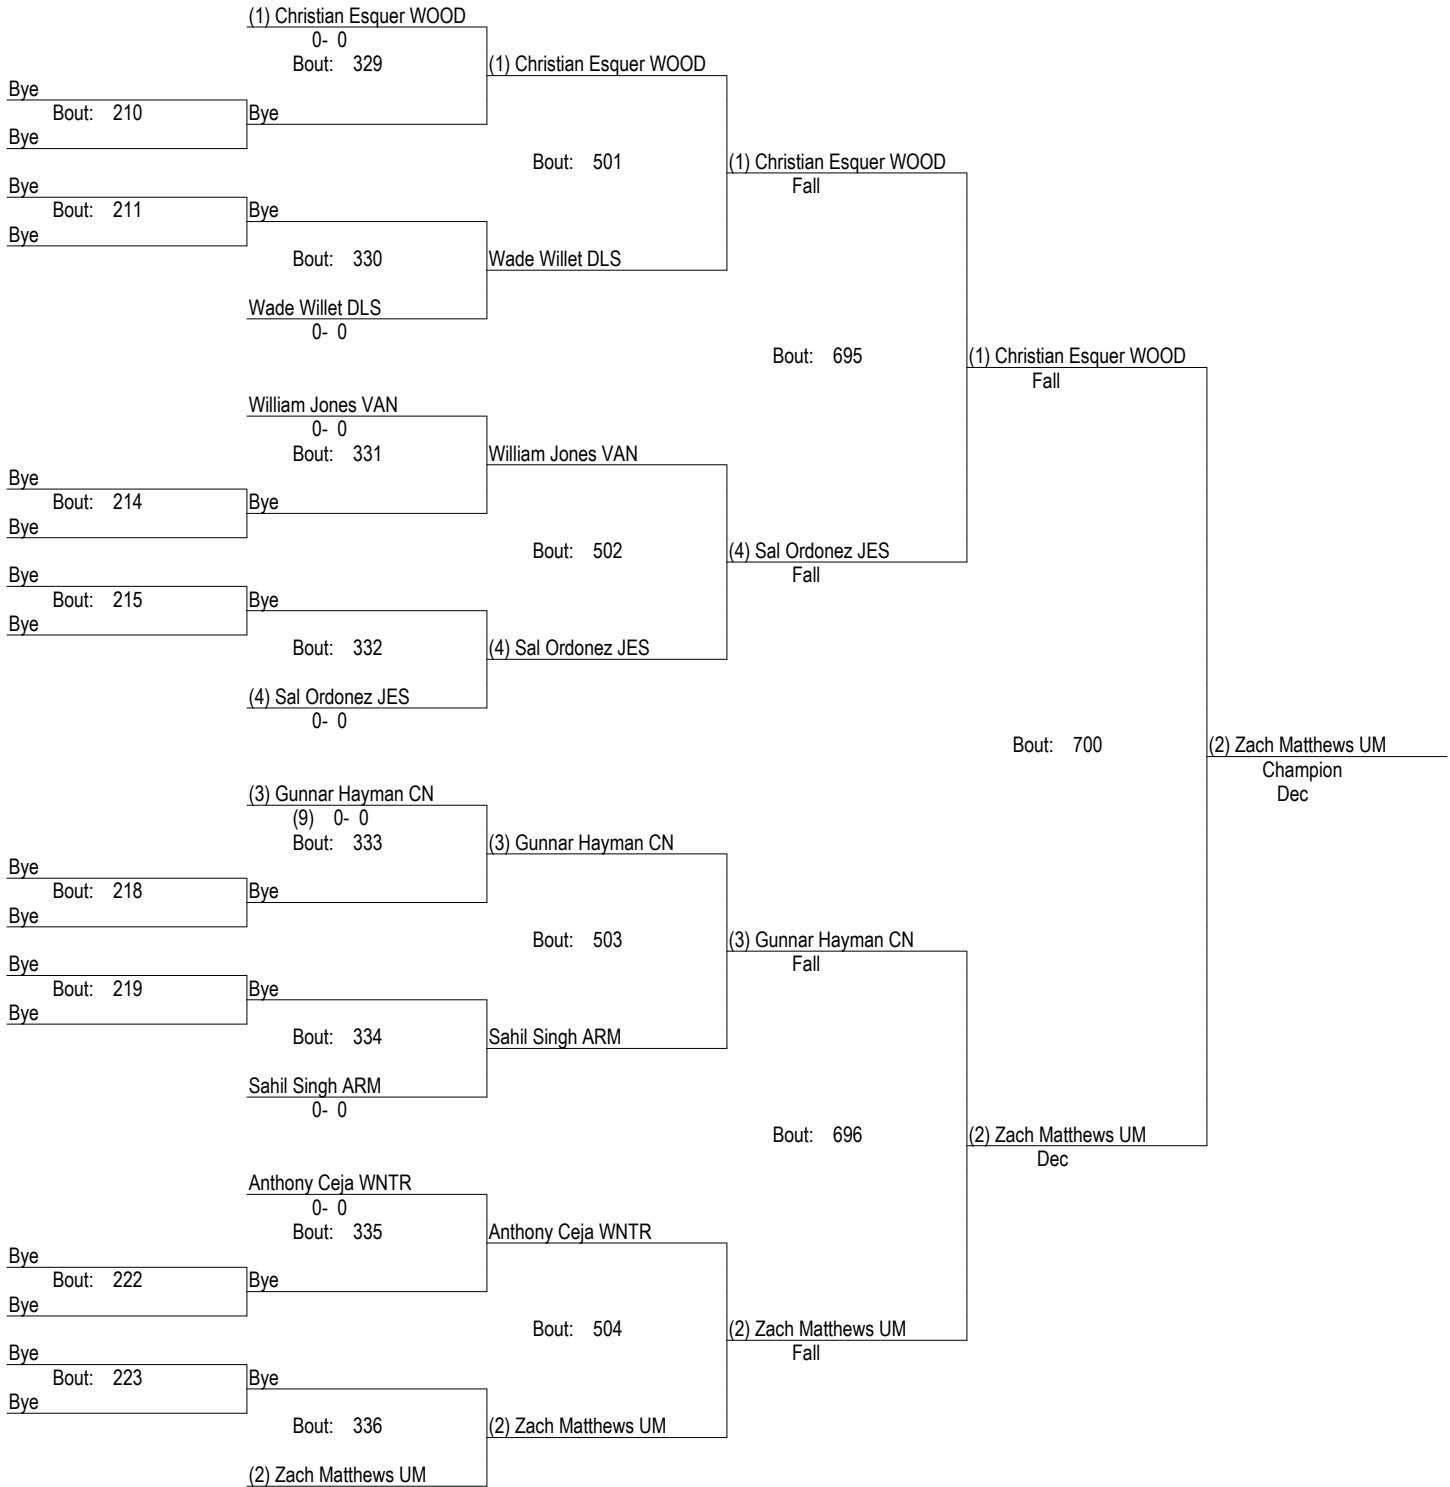 (1) Christian Esquer WOOD
0- 0
Bout: 329
(1) Christian Esquer WOOD
Bye
Bout: 210
Bye
Bye
Bout: 501
(1) Christian Esquer WOOD
Fall
Bye
Bout: 211
Bye
Bye
Bout: 330
Wade Willet DLS
Wade Willet DLS
0- 0
Bout: 695
(1) Christian Esquer WOOD
Fall
William Jones VAN
0- 0
Bout: 331
William Jones VAN
Bye
Bout: 214
Bye
Bye
Bout: 502
(4) Sal Ordonez JES
Fall
Bye
Bout: 215
Bye
Bye
Bout: 332
(4) Sal Ordonez JES
(4) Sal Ordonez JES
0- 0
Bout: 700
(2) Zach Matthews UM
Champion
Dec
(3) Gunnar Hayman CN
(9) 0- 0
Bout: 333
(3) Gunnar Hayman CN
Bye
Bout: 218
Bye
Bye
Bout: 503
(3) Gunnar Hayman CN
Fall
Bye
Bout: 219
Bye
Bye
Bout: 334
Sahil Singh ARM
Sahil Singh ARM
0- 0
Bout: 696
(2) Zach Matthews UM
Dec
Anthony Ceja WNTR
0- 0
Bout: 335
Anthony Ceja WNTR
Bye
Bout: 222
Bye
Bye
Bout: 504
(2) Zach Matthews UM
Fall
Bye
Bout: 223
Bye
Bye
Bout: 336
(2) Zach Matthews UM
(2) Zach Matthews UM